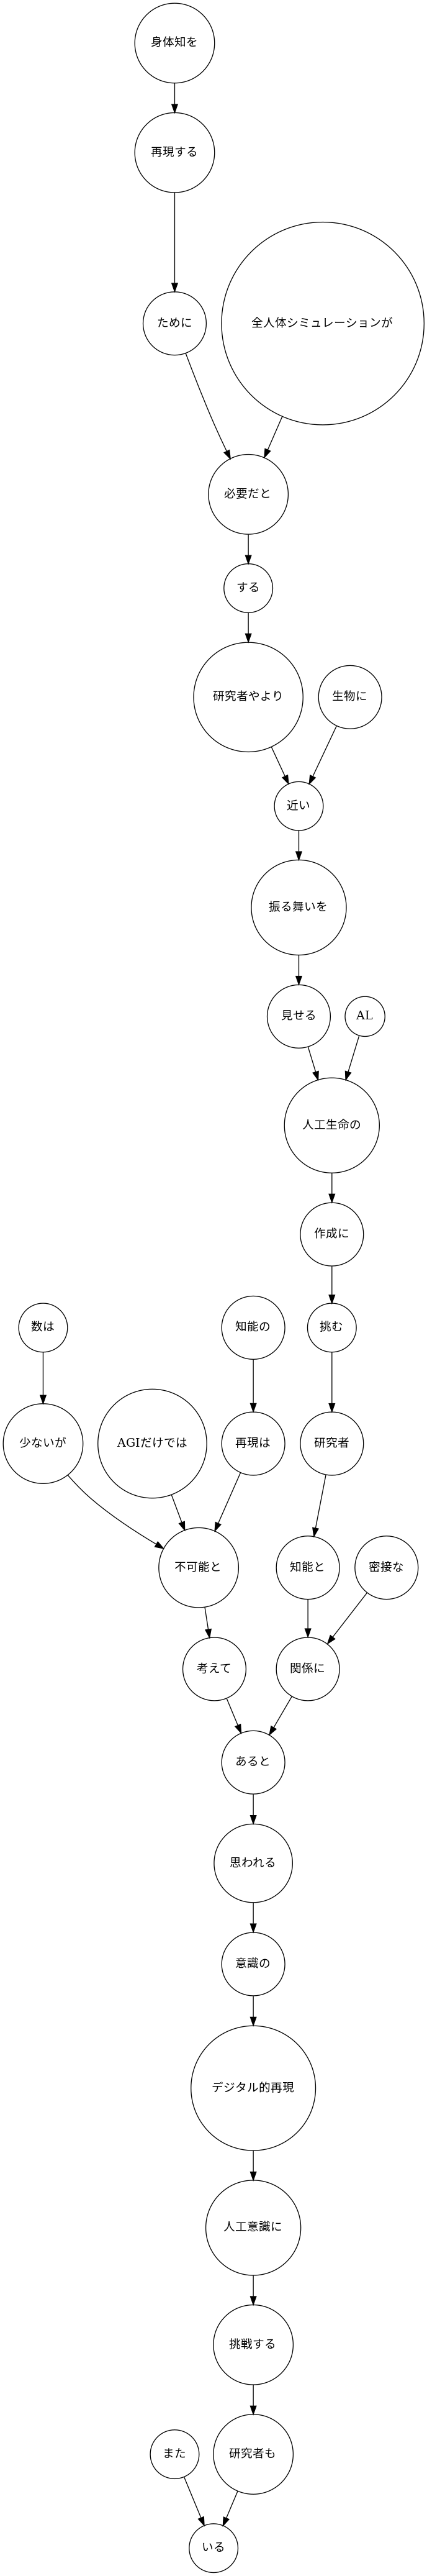 身体知を
再現する
ために
全人体シミュレーションが
必要だと
する
研究者やより
生物に
近い
振る舞いを
見せる
AL
人工生命の
作成に
数は
知能の
挑む
少ないが
AGIだけでは
再現は
研究者
不可能と
知能と
密接な
考えて
関係に
あると
思われる
意識の
デジタル的再現
人工意識に
挑戦する
また
研究者も
いる